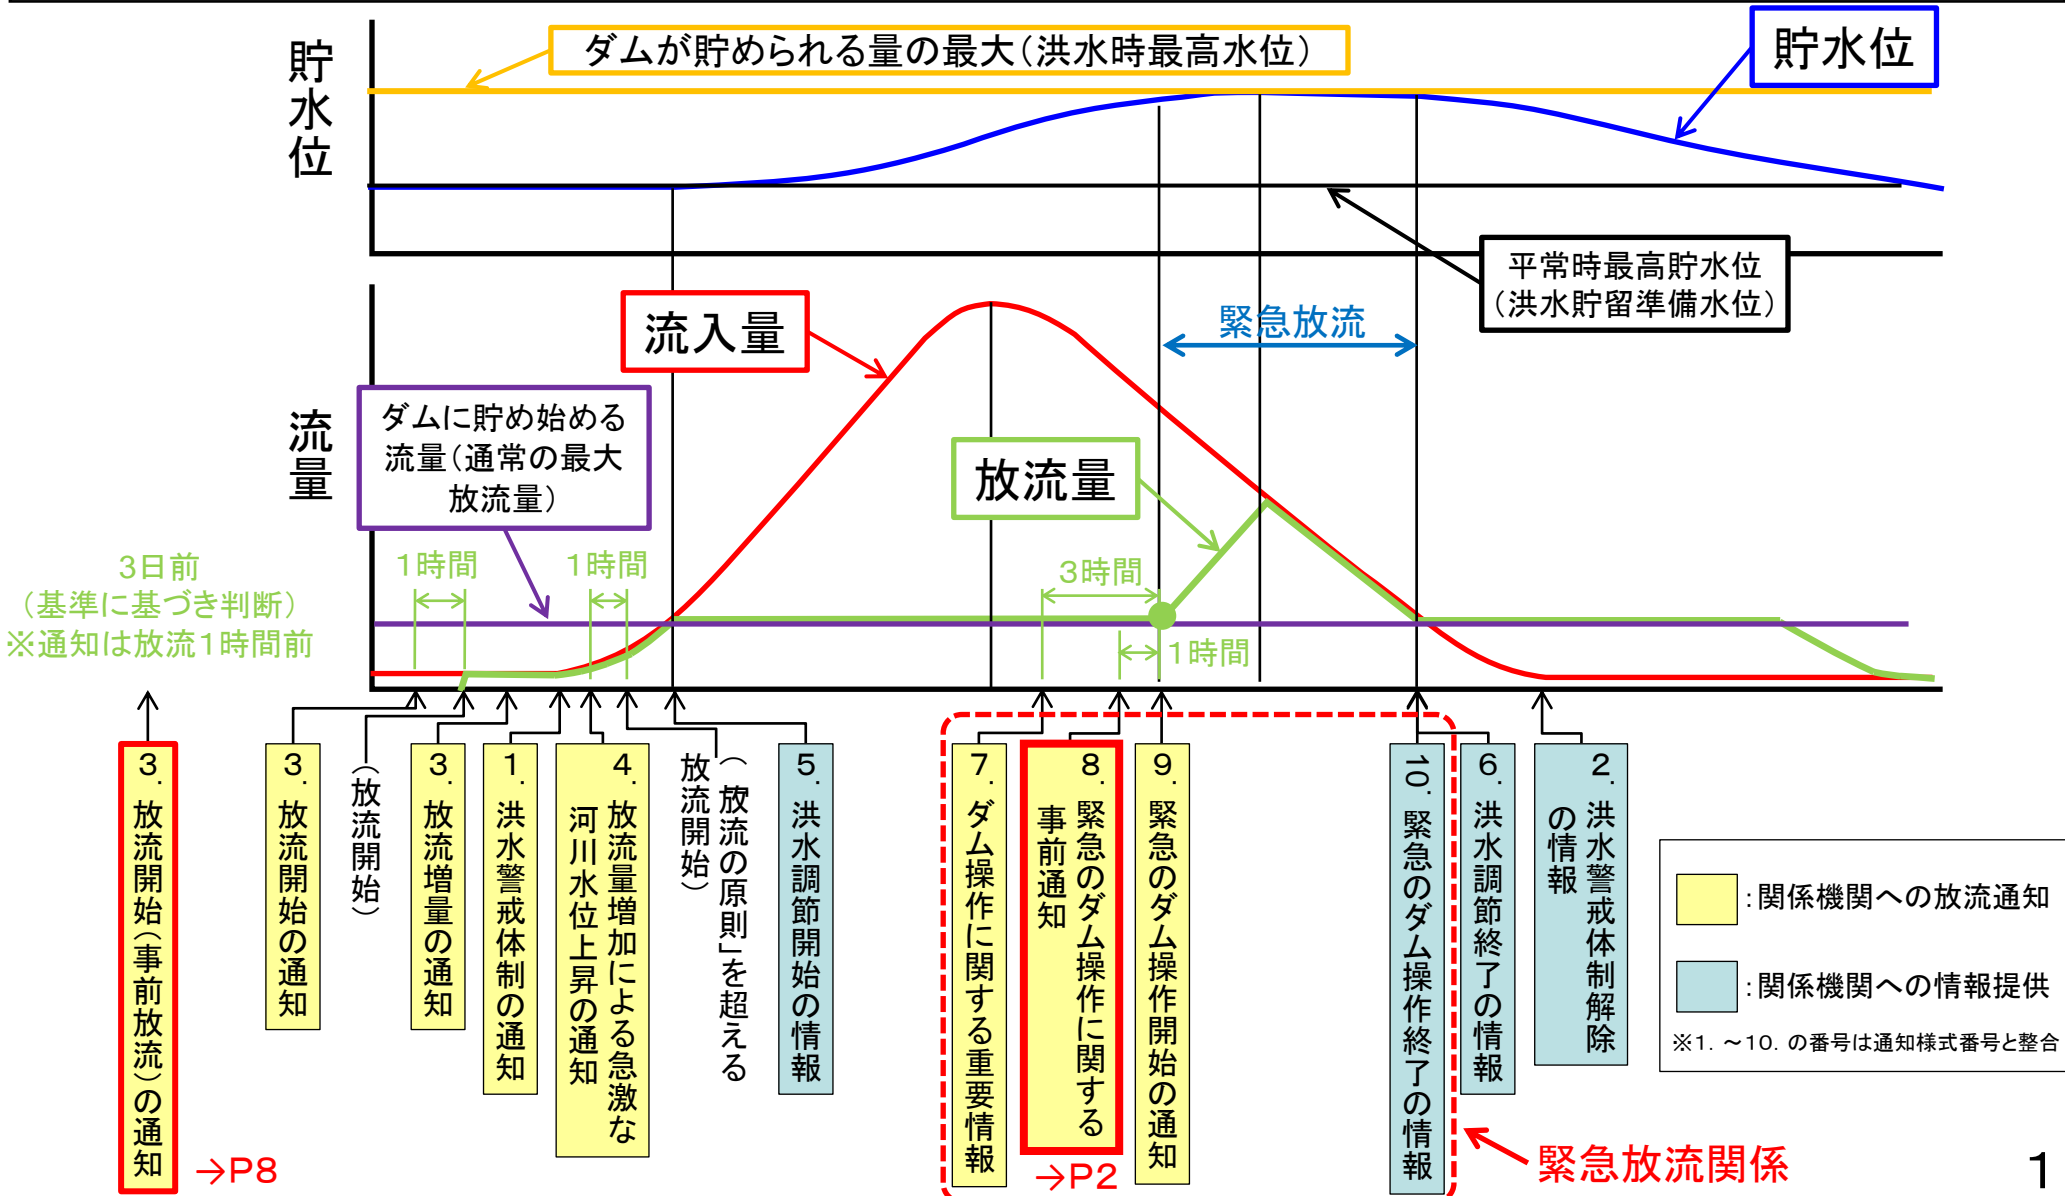 貯水位
ダムが貯められる量の最大（洪水時最高水位）
貯水位
平常時最高貯水位
（洪水貯留準備水位）
流量
流入量
緊急放流
ダムに貯め始める
流量（通常の最大
放流量）
放流量
3日前
（基準に基づき判断）
※通知は放流１時間前
１時間
１時間
3時間
１時間
３．放流開始（事前放流）の通知
→P8
３．放流開始の通知
（放流開始）
３．放流増量の通知
１．洪水警戒体制の通知
４．放流量増加による急激な
河川水位上昇の通知
（「放流の原則」を超える
放流開始）
５．洪水調節開始の情報
７．ダム操作に関する重要情報
８．緊急のダム操作に関する
事前通知
→P2
９．緊急のダム操作開始の通知
10．緊急のダム操作終了の情報
６．洪水調節終了の情報
２．洪水警戒体制解除
の情報
緊急放流関係
：関係機関への放流通知
：関係機関への情報提供
※１．～10．の番号は通知様式番号と整合
1